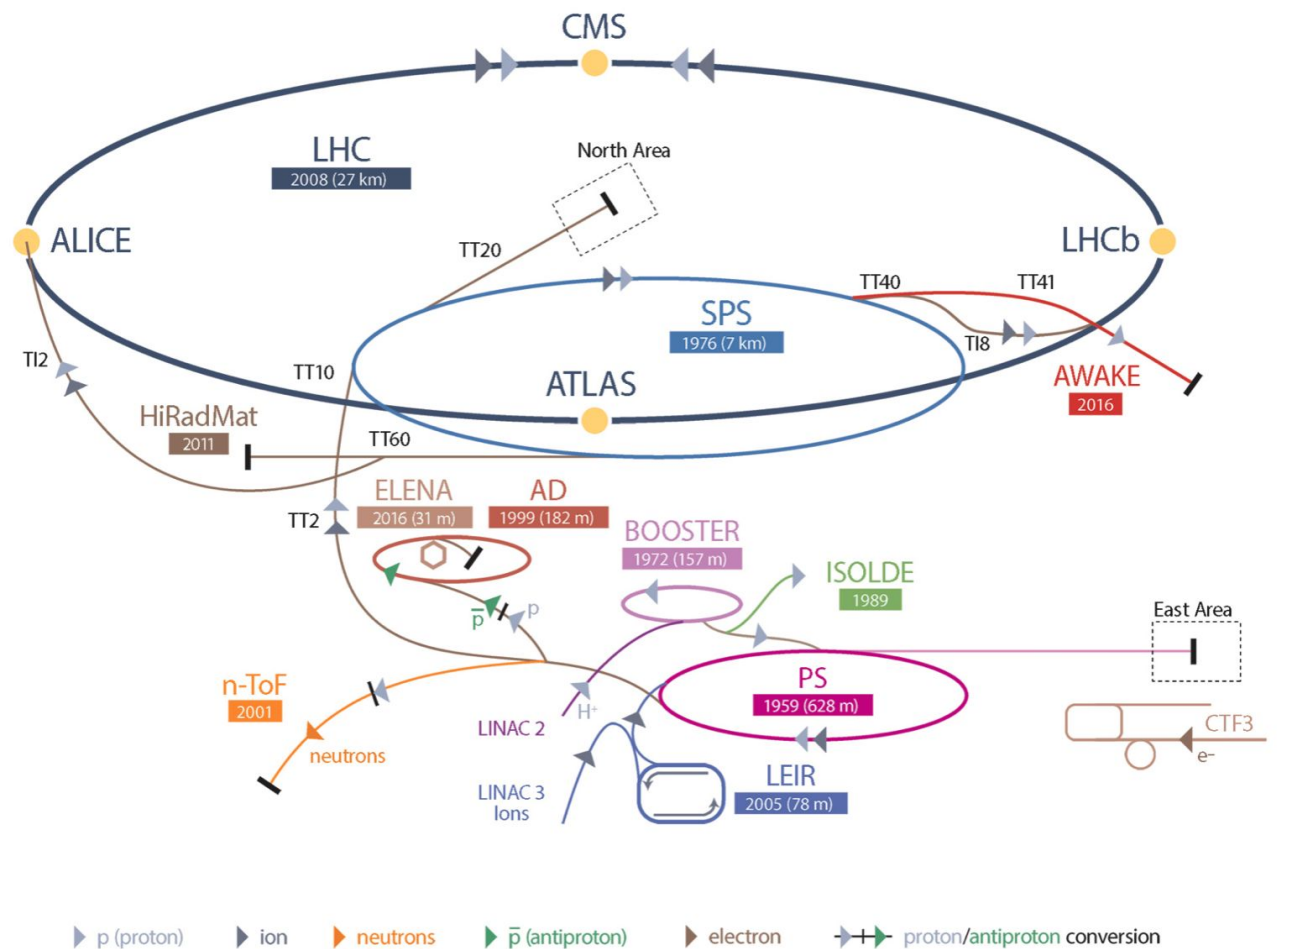 CMS
LHC
2008 (27 km)
North Area
ALICE
TT20
LHCb
TT40
TT41
SPS
1976 (7 km)
TI8
TI2
TT10
ATLAS
AWAKE
2016
HiRadMat
2011
TT60
ELENA
2016 (31 m)
AD
1999 (182 m)
TT2
BOOSTER
1972 (157 m)
ISOLDE
1989
p̅
p
East Area
n-ToF
2001
PS
1959 (628 m)
H⁺
LINAC 2
neutrons
CTF3
e⁻
LEIR
2005 (78 m)
LINAC 3
Ions
p (proton)
ion
neutrons
p̅ (antiproton)
electron
proton/antiproton conversion